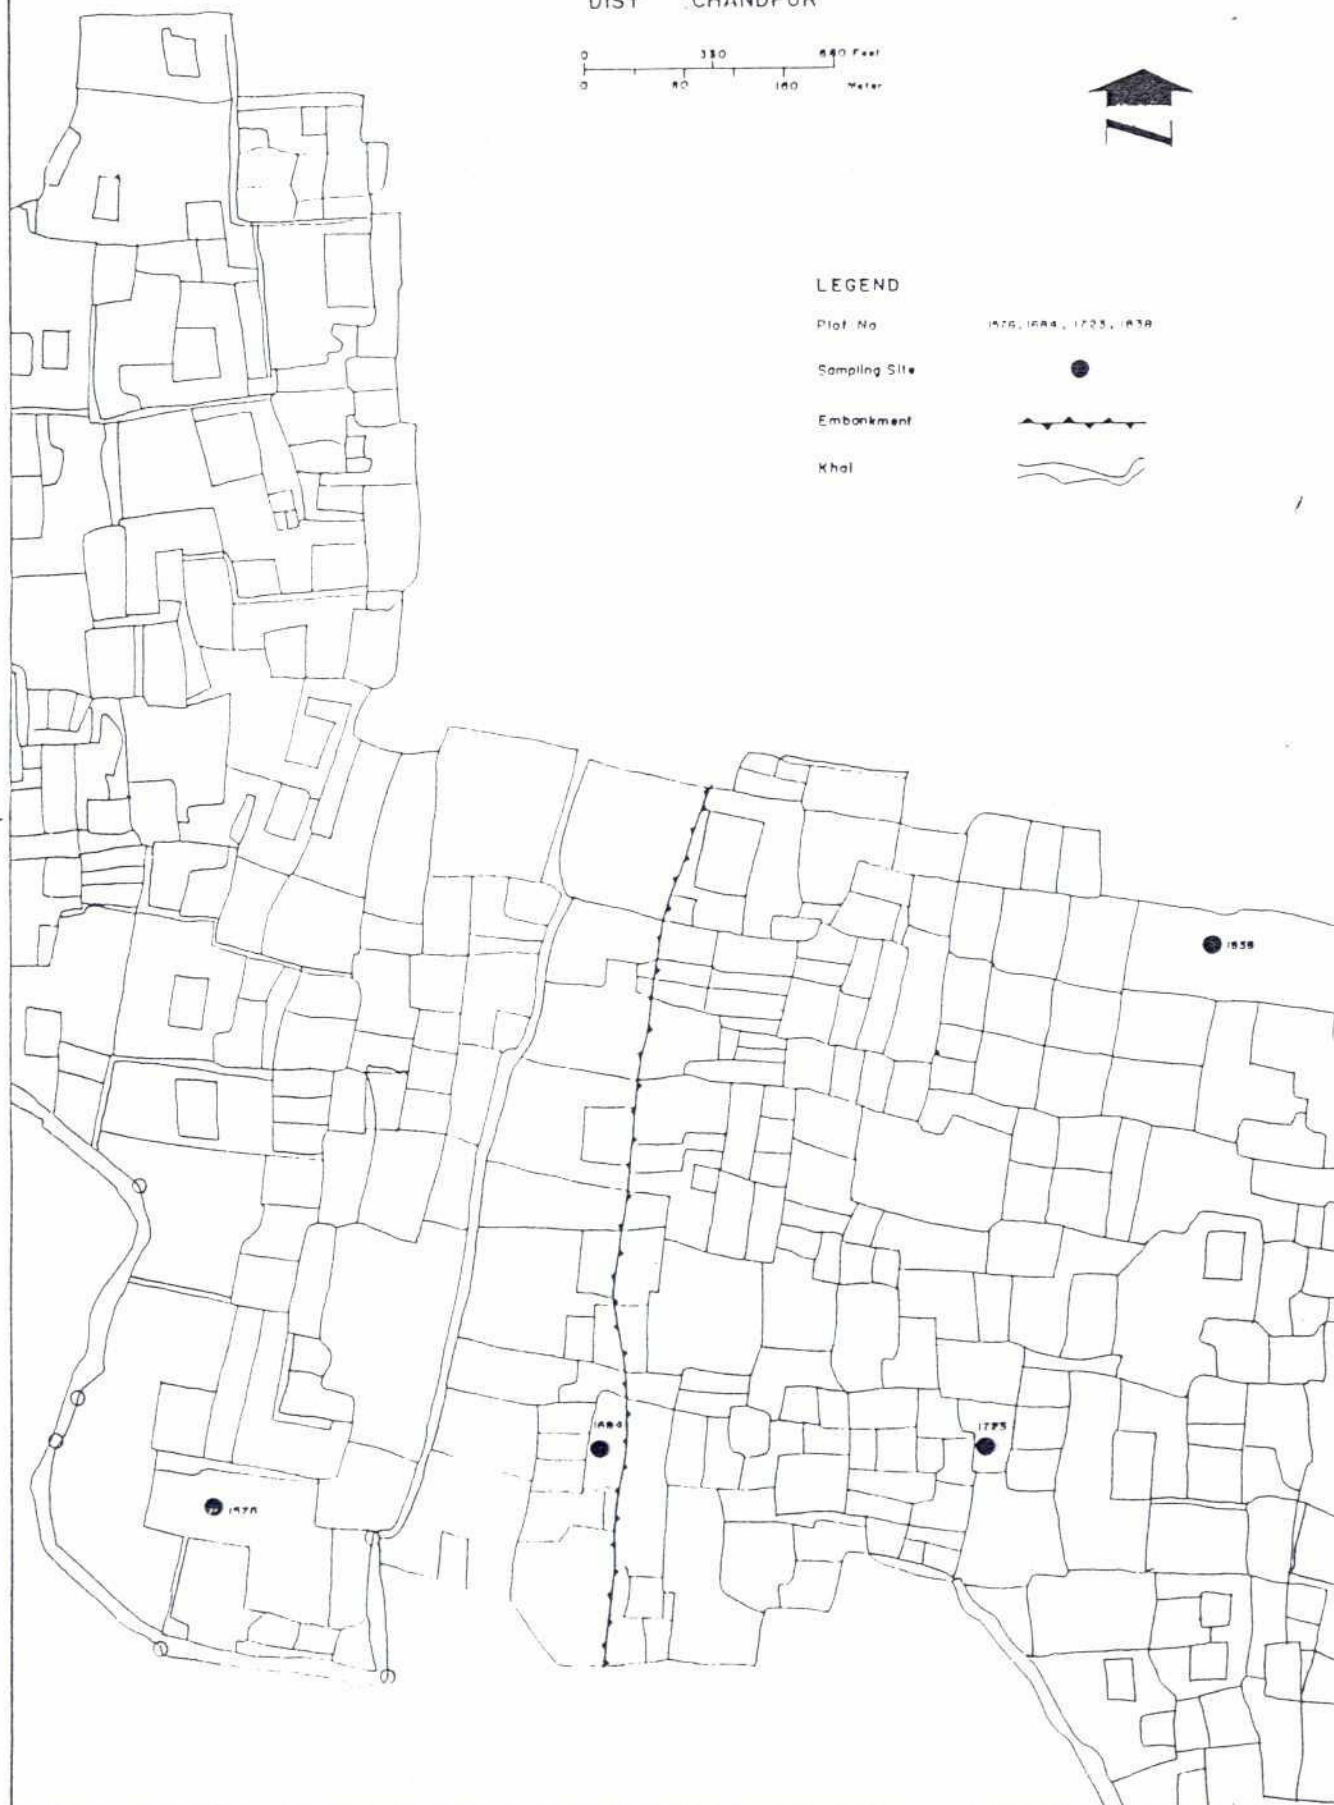 DIST : CHANDPUR
0 330 660 Feet
0 80 160 Meter
N
LEGEND
Plot No 1576, 1684, 1723, 1838
Sampling Site
Embankment
Khal
1838
1684
1723
1576